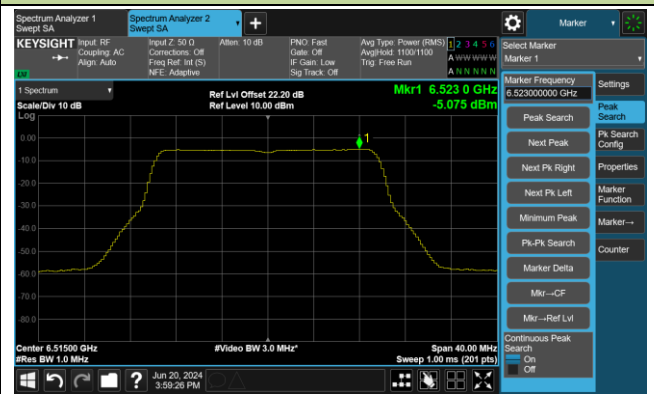 Spectrum Analyzer 1
Swept SA
Spectrum Analyzer 2
Swept SA
+
Marker
KEYSIGHT
Input: RF
Coupling: AC
Align: Auto
Input Z: 50 Ω
Corrections: Off
Freq Ref: Int (S)
NFE: Adaptive
Atten: 10 dB
PNO: Fast
Gate: Off
IF Gain: Low
Sig Track: Off
Avg Type: Power (RMS)
Avg|Hold: 1100/1100
Trig: Free Run
1 2 3 4 5 6
A W W W W W
A N N N N N
Select Marker
Marker 1
1 Spectrum
Scale/Div 10 dB
Log
Ref Lvl Offset 22.20 dB
Ref Level 10.00 dBm
Mkr1 6.523 0 GHz
-5.075 dBm
0.00
-10.0
-20.0
-30.0
-40.0
-50.0
-60.0
-70.0
-80.0
1
Center 6.51500 GHz
#Res BW 1.0 MHz
#Video BW 3.0 MHz*
Span 40.00 MHz
Sweep 1.00 ms (201 pts)
Marker Frequency
6.523000000 GHz
Peak Search
Next Peak
Next Pk Right
Next Pk Left
Minimum Peak
Pk-Pk Search
Marker Delta
Mkr→CF
Mkr→Ref Lvl
Continuous Peak
Search
On
Off
Settings
Peak
Search
Pk Search
Config
Properties
Marker
Function
Marker→
Counter
?
Jun 20, 2024
3:59:26 PM